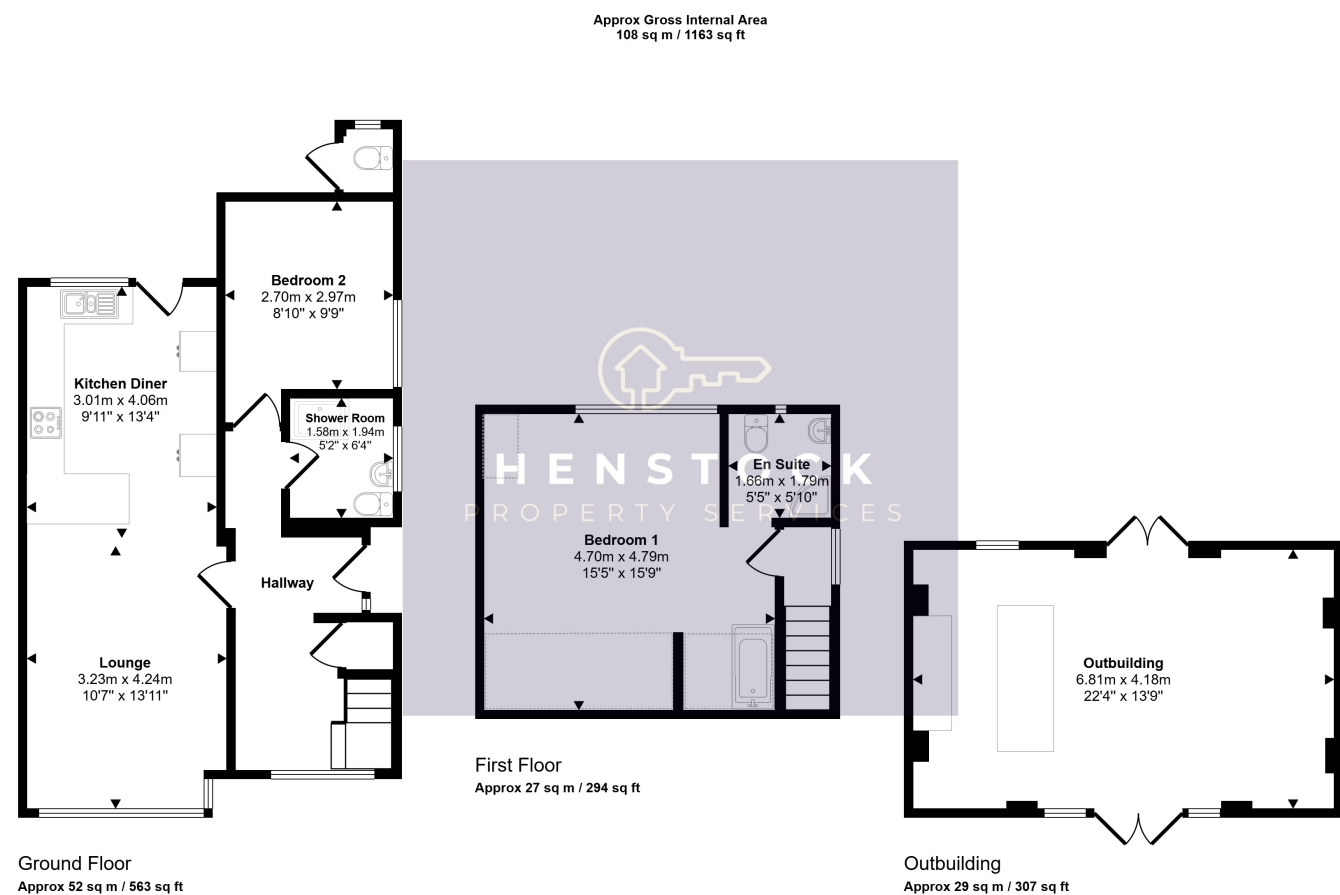 Approx Gross Internal Area
108 sq m / 1163 sq ft
Bedroom 2
2.70m x 2.97m
8'10" x 9'9"
Kitchen Diner
3.01m x 4.06m
9'11" x 13'4"
Shower Room
1.58m x 1.94m
5'2" x 6'4"
Hallway
Lounge
3.23m x 4.24m
10'7" x 13'11"
Ground Floor
Approx 52 sq m / 563 sq ft
HENSTOCK
PROPERTY SERVICES
En Suite
1.66m x 1.79m
5'5" x 5'10"
Bedroom 1
4.70m x 4.79m
15'5" x 15'9"
First Floor
Approx 27 sq m / 294 sq ft
Outbuilding
6.81m x 4.18m
22'4" x 13'9"
Outbuilding
Approx 29 sq m / 307 sq ft